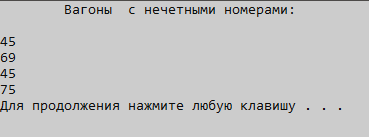 Вагоны с нечетными номерами:
45
69
45
75
Для продолжения нажмите любую клавишу . . .